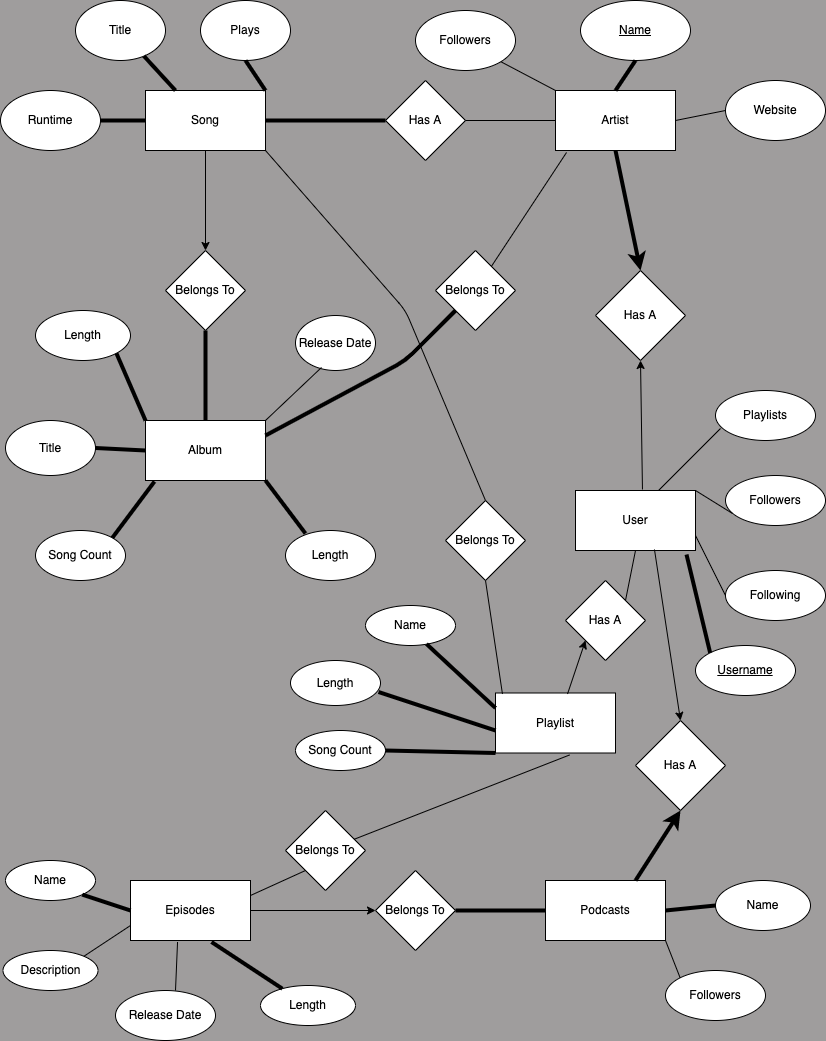 Title
Plays
Name
Followers
Runtime
Song
Has A
Artist
Website
Belongs To
Belongs To
Has A
Length
Release Date
Playlists
Title
Album
Followers
User
Belongs To
Song Count
Length
Following
Has A
Name
Username
Length
Playlist
Song Count
Has A
Belongs To
Name
Episodes
Belongs To
Podcasts
Name
Description
Followers
Length
Release Date